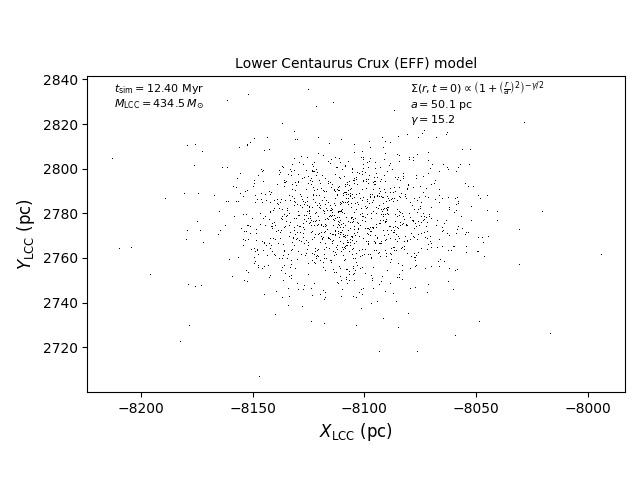 Lower Centaurus Crux (EFF) model
t_sim = 12.40 Myr
M_LCC = 434.5 M_⊙
Σ(r, t = 0) ∝ (1 + (r/a)^2)^{−γ/2}
a = 50.1 pc
γ = 15.2
2840
2820
2800
2780
2760
2740
2720
Y_LCC (pc)
−8200 −8150 −8100 −8050 −8000
X_LCC (pc)